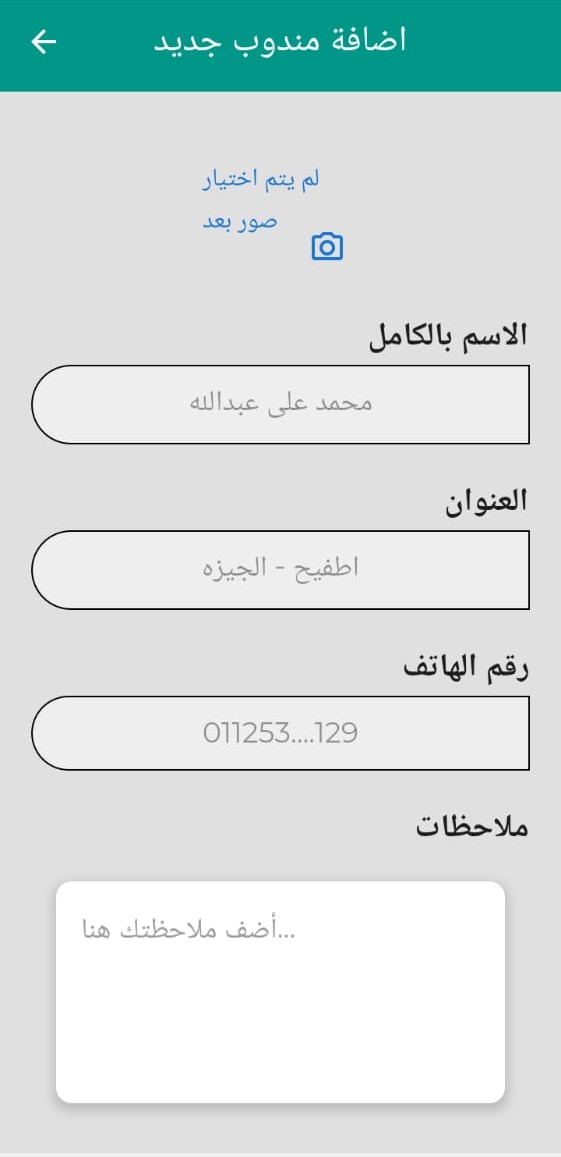 اضافة مندوب جديد
لم يتم اختيار
صور بعد
الاسم بالكامل
محمد على عبدالله
العنوان
اطفيح - الجيزه
رقم الهاتف
011253....129
ملاحظات
أضف ملاحظتك هنا...